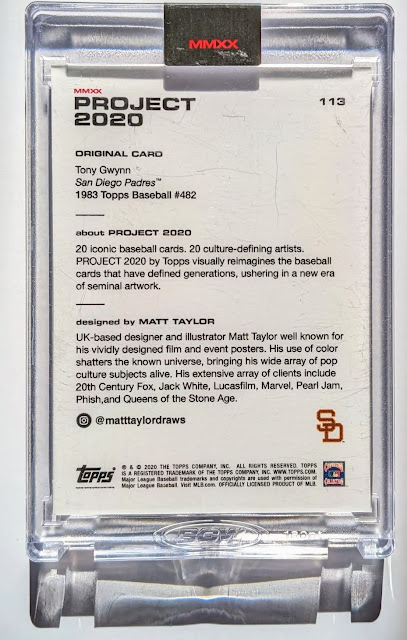 MMXX
MMXX
PROJECT
2020
113
ORIGINAL CARD
Tony Gwynn
San Diego Padres™
1983 Topps Baseball #482
about PROJECT 2020
20 iconic baseball cards. 20 culture-defining artists.
PROJECT 2020 by Topps visually reimagines the baseball
cards that have defined generations, ushering in a new era
of seminal artwork.
designed by MATT TAYLOR
UK-based designer and illustrator Matt Taylor well known for
his vividly designed film and event posters. His use of color
shatters the known universe, bringing his wide array of pop
culture subjects alive. His extensive array of clients include
20th Century Fox, Jack White, Lucasfilm, Marvel, Pearl Jam,
Phish,and Queens of the Stone Age.
@matttaylordraws
SD
Topps
® & © 2020 THE TOPPS COMPANY, INC. ALL RIGHTS RESERVED. TOPPS
IS A REGISTERED TRADEMARK OF THE TOPPS COMPANY, INC. WWW.TOPPS.COM
Major League Baseball trademarks and copyrights are used with permission of
Major League Baseball. Visit MLB.com. OFFICIALLY LICENSED PRODUCT OF MLB.